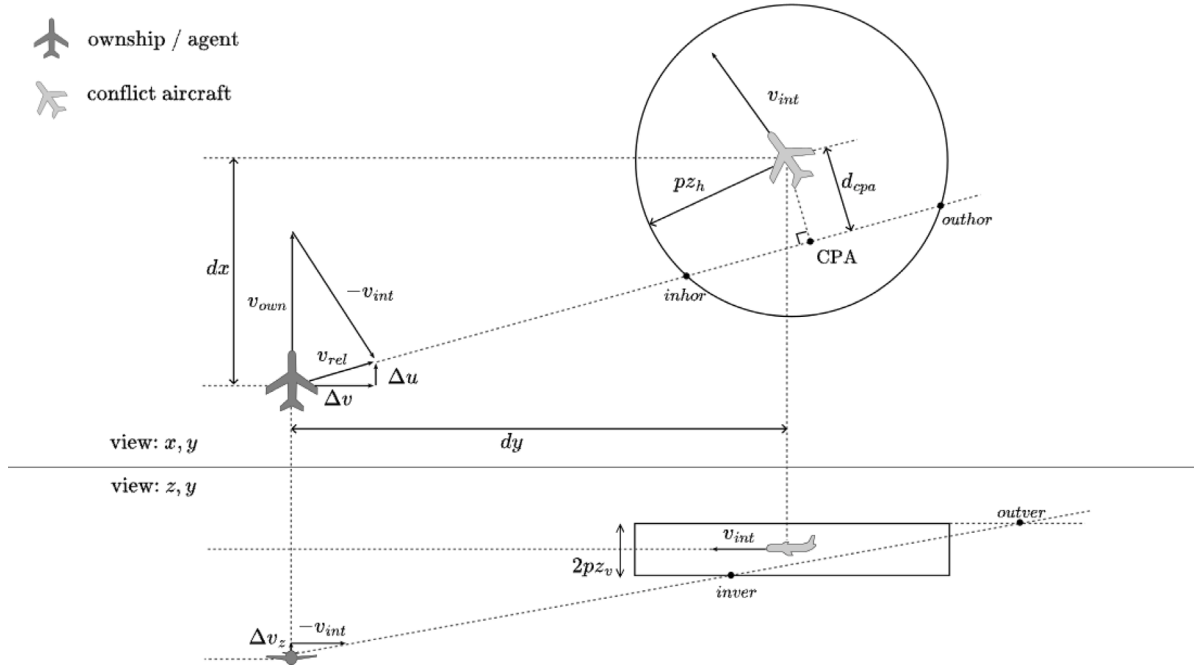 ownship / agent
conflict aircraft
v_int
pz_h
d_cpa
outhor
CPA
inhor
dx
v_own
−v_int
v_rel
Δu
Δv
dy
view: x, y
view: z, y
outver
v_int
2pz_v
inver
−v_int
Δv_z